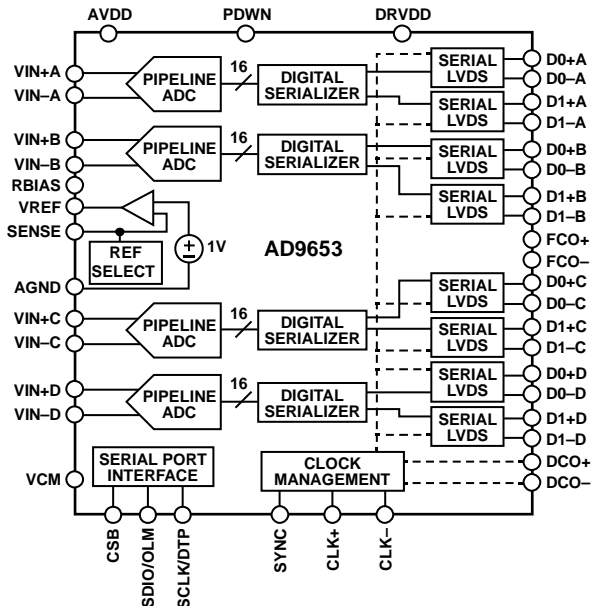 AVDD
PDWN
DRVDD
VIN+A
VIN–A
PIPELINE
ADC
16
DIGITAL
SERIALIZER
SERIAL
LVDS
SERIAL
LVDS
D0+A
D0–A
D1+A
D1–A
VIN+B
VIN–B
PIPELINE
ADC
16
DIGITAL
SERIALIZER
SERIAL
LVDS
SERIAL
LVDS
D0+B
D0–B
D1+B
D1–B
RBIAS
VREF
SENSE
REF
SELECT
1V
AD9653
AGND
FCO+
FCO–
VIN+C
VIN–C
PIPELINE
ADC
16
DIGITAL
SERIALIZER
SERIAL
LVDS
SERIAL
LVDS
D0+C
D0–C
D1+C
D1–C
VIN+D
VIN–D
PIPELINE
ADC
16
DIGITAL
SERIALIZER
SERIAL
LVDS
SERIAL
LVDS
D0+D
D0–D
D1+D
D1–D
VCM
SERIAL PORT
INTERFACE
CLOCK
MANAGEMENT
DCO+
DCO–
CSB
SDIO/OLM
SCLK/DTP
SYNC
CLK+
CLK–